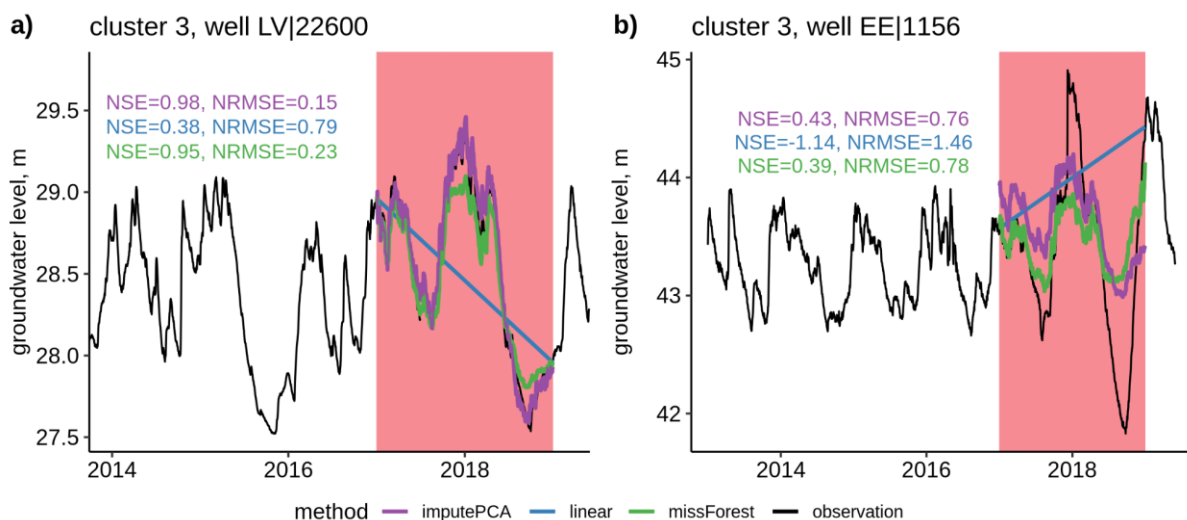 a) cluster 3, well LV|22600
NSE=0.98, NRMSE=0.15
NSE=0.38, NRMSE=0.79
NSE=0.95, NRMSE=0.23
groundwater level, m
29.5
29.0
28.5
28.0
27.5
2014 2016 2018
b) cluster 3, well EE|1156
NSE=0.43, NRMSE=0.76
NSE=-1.14, NRMSE=1.46
NSE=0.39, NRMSE=0.78
groundwater level, m
45
44
43
42
2014 2016 2018
method imputePCA linear missForest observation